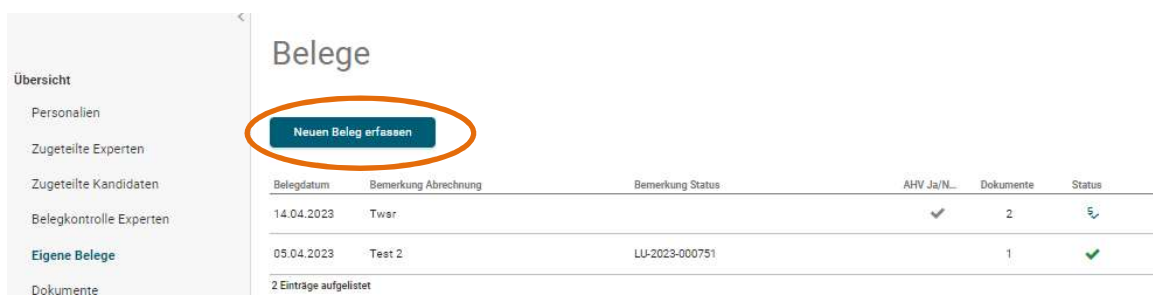 Belege
Übersicht
Personalien
Zugeteilte Experten
Zugeteilte Kandidaten
Belegkontrolle Experten
Eigene Belege
Dokumente
Neuen Beleg erfassen
Belegdatum Bemerkung Abrechnung Bemerkung Status AHV Ja/N... Dokumente Status
14.04.2023 Twsr 2
05.04.2023 Test 2 LU-2023-000751 1
2 Einträge aufgelistet